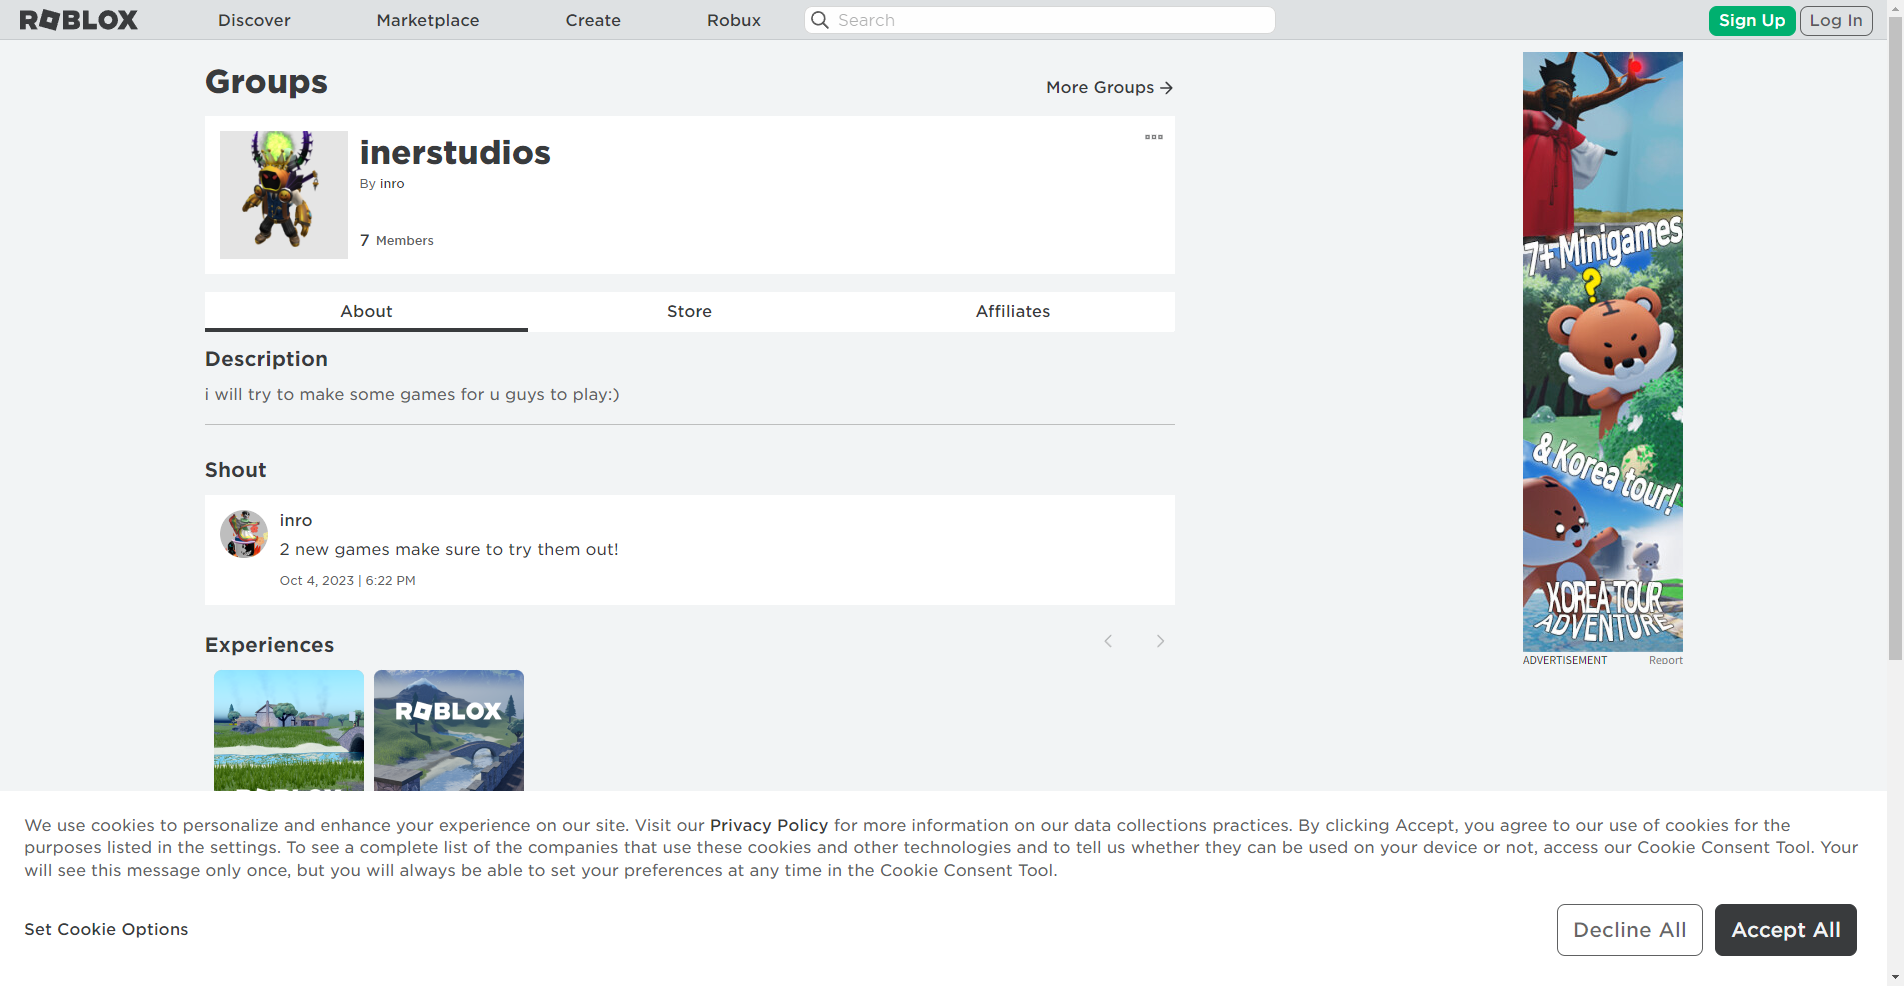 ROBLOX
Discover
Marketplace
Create
Robux
Search
Sign Up
Log In
Groups
More Groups
inerstudios
By inro
7 Members
About
Store
Affiliates
Description
i will try to make some games for u guys to play:)
Shout
inro
2 new games make sure to try them out!
Oct 4, 2023 | 6:22 PM
Experiences
ROBLOX
7+ Minigames
?
& Korea tour!
KOREA TOUR
ADVENTURE
ADVERTISEMENT
Report
We use cookies to personalize and enhance your experience on our site. Visit our Privacy Policy for more information on our data collections practices. By clicking Accept, you agree to our use of cookies for the
purposes listed in the settings. To see a complete list of the companies that use these cookies and other technologies and to tell us whether they can be used on your device or not, access our Cookie Consent Tool. Your
will see this message only once, but you will always be able to set your preferences at any time in the Cookie Consent Tool.
Set Cookie Options
Decline All
Accept All